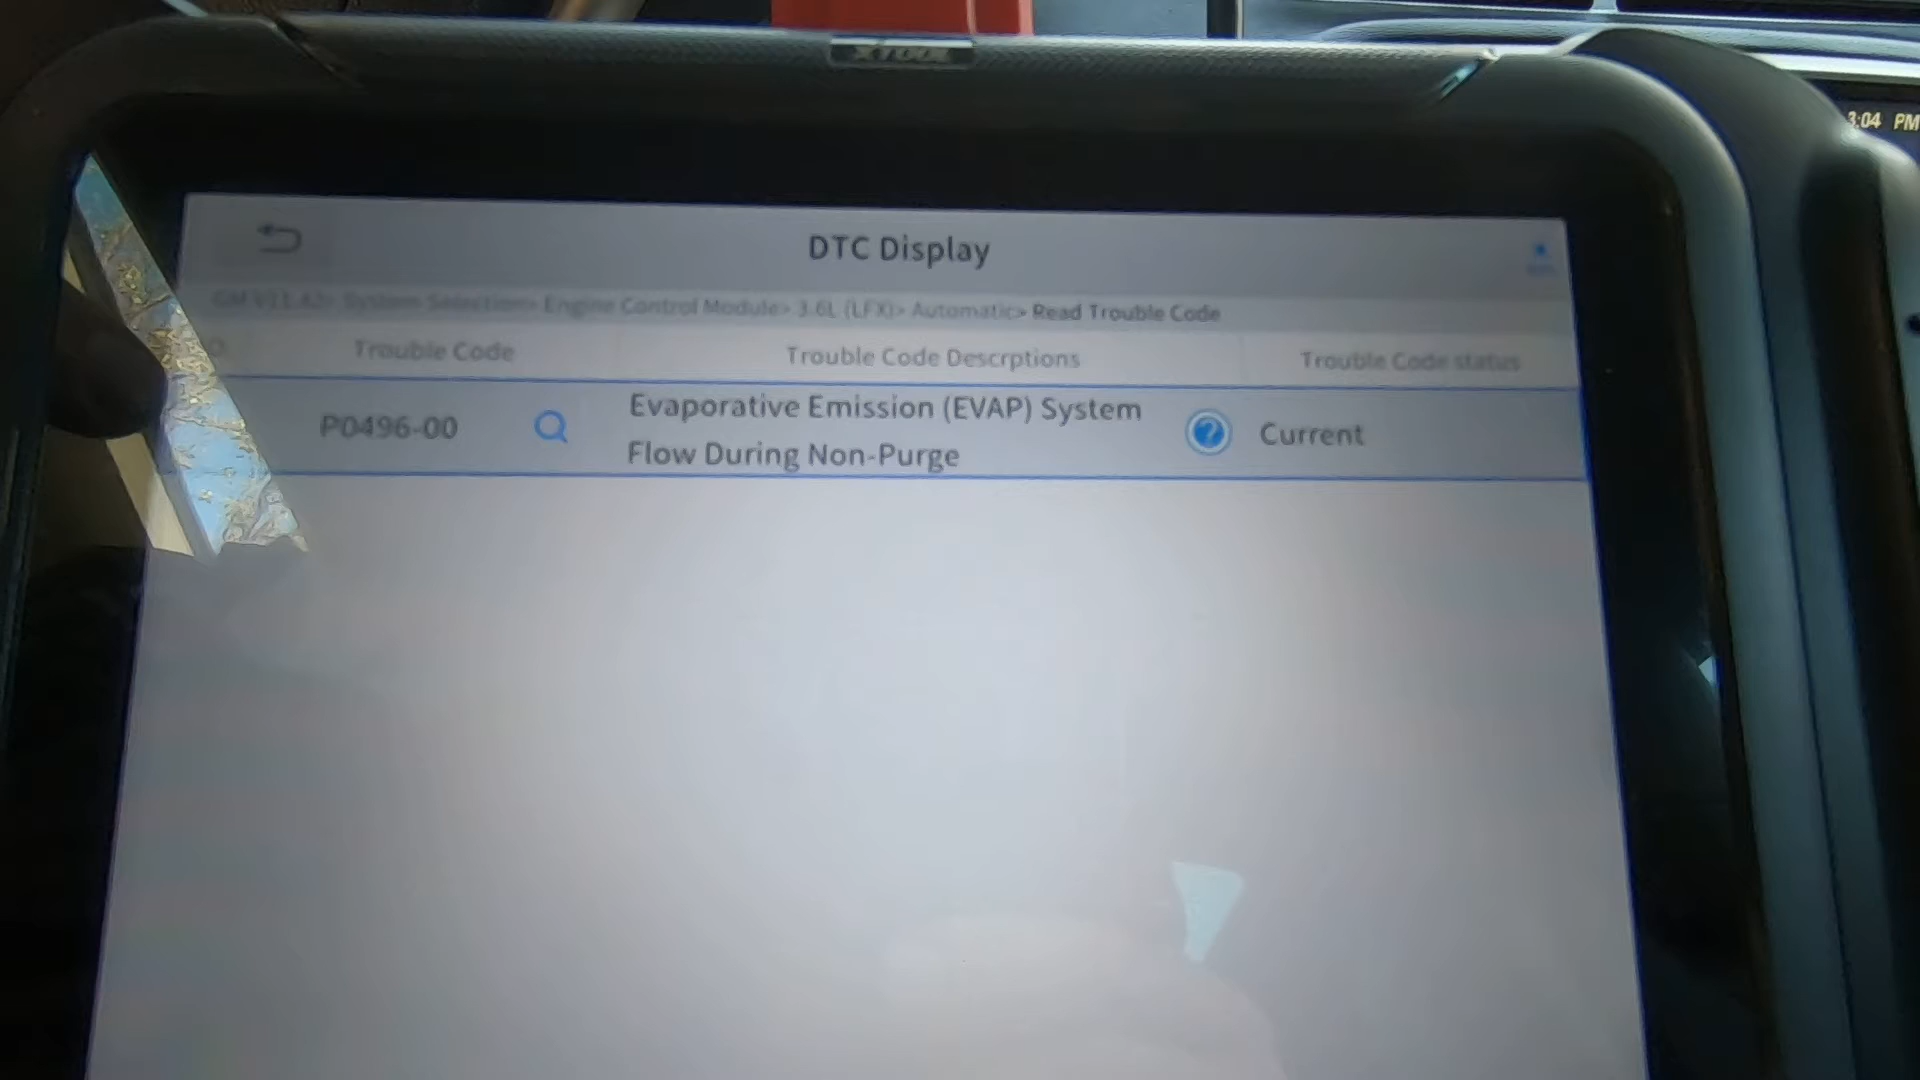 XTOOL
3:04 PM
DTC Display
GM V11.42> System Selection> Engine Control Module> 3.6L (LFX)> Automatic> Read Trouble Code
Trouble Code
Trouble Code Descrptions
Trouble Code status
P0496-00
Evaporative Emission (EVAP) System
Flow During Non-Purge
Current